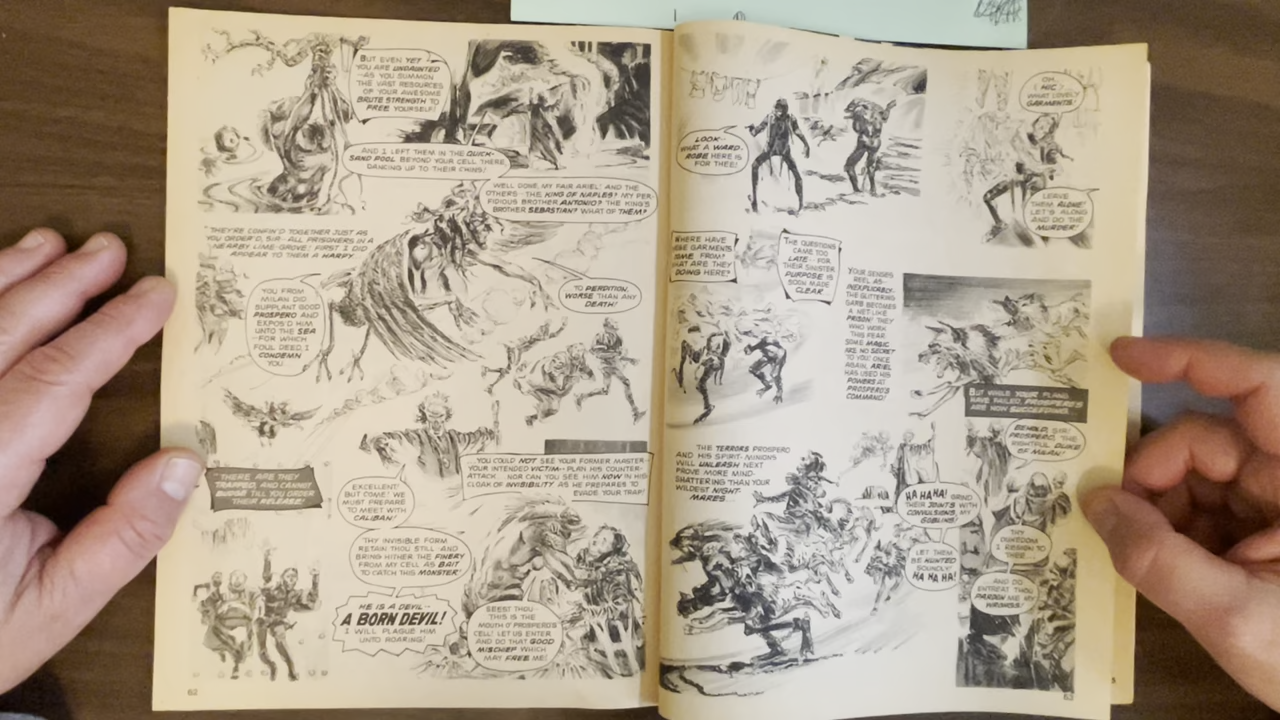 BUT EVEN YET
YOU ARE UNDAUNTED
--AS YOU SUMMON
THE VAST RESOURCES
OF YOUR AWESOME
BRUTE STRENGTH TO
FREE YOURSELF!
AND I LEFT THEM IN THE QUICK-
SAND POOL BEYOND YOUR CELL THERE,
DANCING UP TO THEIR CHINS!
WELL DONE, MY FAIR ARIEL! AND THE
OTHERS--THE KING OF NAPLES? MY PER-
FIDIOUS BROTHER ANTONIO? THE KING'S
BROTHER SEBASTIAN? WHAT OF THEM?
"THEY'RE CONFIN'D TOGETHER JUST AS
YOU ORDER'D, SIR--ALL PRISONERS IN A
NEARBY LIME-GROVE! FIRST I DID
APPEAR TO THEM A HARPY.
YOU FROM
MILAN DID
SUPPLANT GOOD
PROSPERO AND
EXPOS'D HIM
UNTO THE SEA
--FOR WHICH
FOUL DEED, I
CONDEMN
YOU--
TO PERDITION,
WORSE THAN ANY
DEATH!
THERE ARE THEY
TRAPPED, AND CANNOT
BUDGE TILL YOU ORDER
THEIR RELEASE!
EXCELLENT!
BUT COME! WE
MUST PREPARE
TO MEET WITH
CALIBAN!
THY INVISIBLE FORM
RETAIN THOU STILL--AND
BRING HITHER THE FINERY
FROM MY CELL AS BAIT
TO CATCH THIS MONSTER!
HE IS A DEVIL--
A BORN DEVIL!
I WILL PLAGUE HIM
UNTO ROARING!
YOU COULD NOT SEE YOUR FORMER MASTER--
YOUR INTENDED VICTIM--PLAN HIS COUNTER-
ATTACK... NOR CAN YOU SEE HIM NOW IN HIS
CLOAK OF INVISIBILITY AS HE PREPARES TO
EVADE YOUR TRAP!
SEEST THOU--
THIS IS THE
MOUTH O' PROSPERO'S
CELL! LET US ENTER
AND DO THAT GOOD
MISCHIEF WHICH
MAY FREE ME!
62
LOOK--
WHAT A WARD-
ROBE HERE IS
FOR THEE!
OH,
(HIC)
WHAT LOVELY
GARMENTS!
LEAVE
THEM ALONE!
LET'S ALONG
AND DO THE
MURDER!
WHERE HAVE
THESE GARMENTS
COME FROM?
WHAT ARE THEY
DOING HERE?
THE QUESTIONS
CAME TOO
LATE--FOR
THEIR SINISTER
PURPOSE IS
SOON MADE
CLEAR
YOUR SENSES
REEL AS--
INEXPLICABLY--
THE GLITTERING
GARB BECOMES
A NET-LIKE
PRISON! THEY
WHO WORK
THIS FEAR-
SOME MAGIC
ARE NO SECRET
TO YOU: ONCE
AGAIN, ARIEL
HAS USED HIS
POWERS AT
PROSPERO'S
COMMAND!
BUT WHILE YOUR PLANS
HAVE FAILED, PROSPERO'S
ARE NOW SUCCEEDING...
THE TERRORS PROSPERO
AND HIS SPIRIT-MINIONS
WILL UNLEASH NEXT
PROVE MORE MIND-
SHATTERING THAN YOUR
WILDEST NIGHT-
MARES...
HA HA HA! GRIND
THEIR JOINTS WITH
CONVULSIONS, MY
GOBLINS!
LET THEM
BE HUNTED
SOUNDLY!
HA HA HA!
BEHOLD, SIR!
PROSPERO, THE
RIGHTFUL DUKE
OF MILAN!
THY
DUKEDOM
I RESIGN TO
THEE...
AND DO
ENTREAT THOU
PARDON ME MY
WRONGS!
63